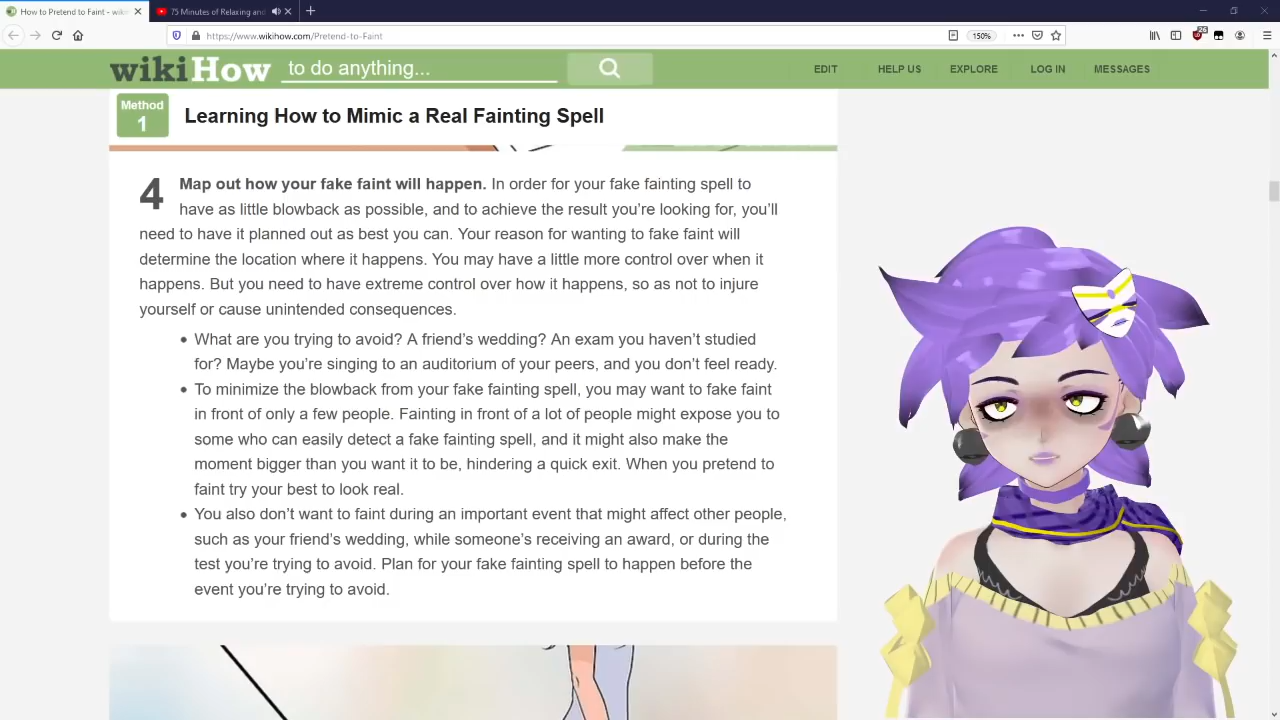 How to Pretend to Faint - wiki
75 Minutes of Relaxing and
https://www.wikihow.com/Pretend-to-Faint
150%
wikiHow
to do anything...
EDIT
HELP US
EXPLORE
LOG IN
MESSAGES
Method
1
Learning How to Mimic a Real Fainting Spell
4
Map out how your fake faint will happen. In order for your fake fainting spell to
have as little blowback as possible, and to achieve the result you're looking for, you'll
need to have it planned out as best you can. Your reason for wanting to fake faint will
determine the location where it happens. You may have a little more control over when it
happens. But you need to have extreme control over how it happens, so as not to injure
yourself or cause unintended consequences.
What are you trying to avoid? A friend's wedding? An exam you haven't studied
for? Maybe you're singing to an auditorium of your peers, and you don't feel ready.
To minimize the blowback from your fake fainting spell, you may want to fake faint
in front of only a few people. Fainting in front of a lot of people might expose you to
some who can easily detect a fake fainting spell, and it might also make the
moment bigger than you want it to be, hindering a quick exit. When you pretend to
faint try your best to look real.
You also don't want to faint during an important event that might affect other people,
such as your friend's wedding, while someone's receiving an award, or during the
test you're trying to avoid. Plan for your fake fainting spell to happen before the
event you're trying to avoid.